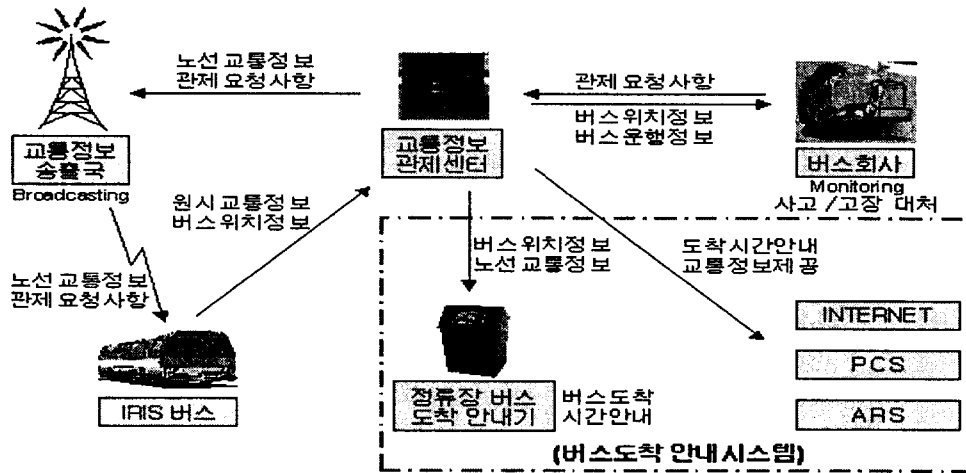 노선 교통정보
관제 요청사항
관제 요청사항
버스위치정보
버스운행정보
교통정보
송출국
Broadcasting
교통정보
관제센터
버스회사
Monitoring
사고/고장 대처
원시 교통정보
버스위치정보
버스위치정보
노선 교통정보
도착시간안내
교통정보제공
노선 교통정보
관제 요청사항
IRIS 버스
정류장 버스
도착 안내기
버스도착
시간안내
INTERNET
PCS
ARS
(버스도착 안내시스템)